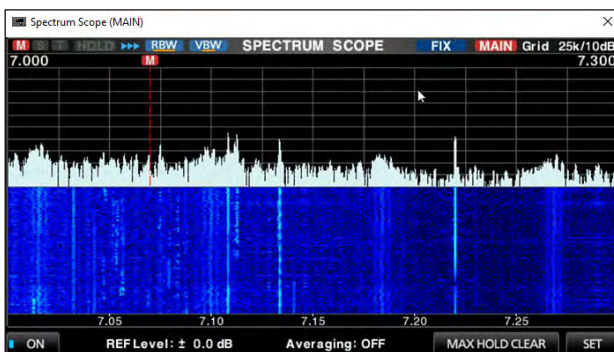 Spectrum Scope (MAIN)
M S T HOLD RBW VBW SPECTRUM SCOPE FIX MAIN Grid 25k/10dB
7.000 M 7.300
7.05 7.10 7.15 7.20 7.25
ON REF Level: ± 0.0 dB Averaging: OFF MAX HOLD CLEAR SET